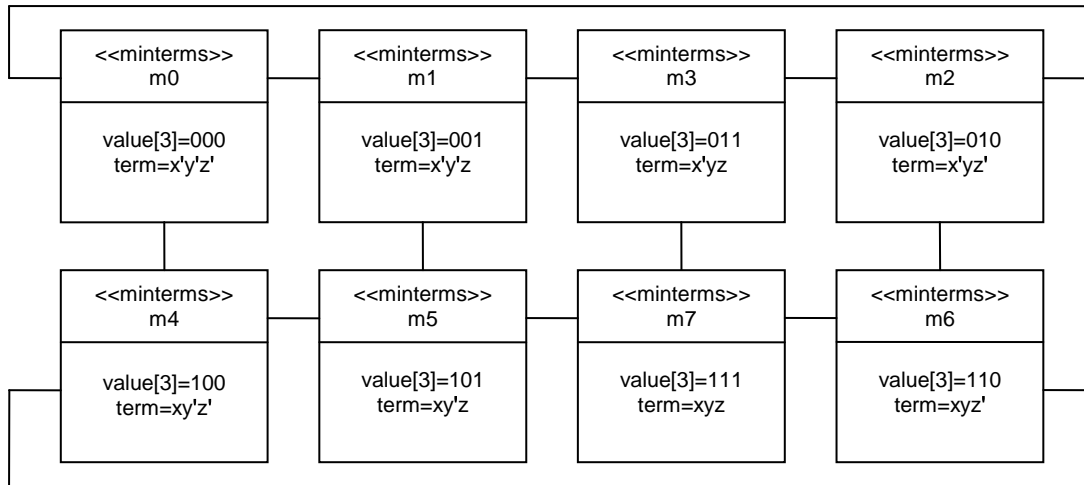 <<minterms>>
m0
value[3]=000
term=x'y'z'
<<minterms>>
m1
value[3]=001
term=x'y'z
<<minterms>>
m3
value[3]=011
term=x'yz
<<minterms>>
m2
value[3]=010
term=x'yz'
<<minterms>>
m4
value[3]=100
term=xy'z'
<<minterms>>
m5
value[3]=101
term=xy'z
<<minterms>>
m7
value[3]=111
term=xyz
<<minterms>>
m6
value[3]=110
term=xyz'